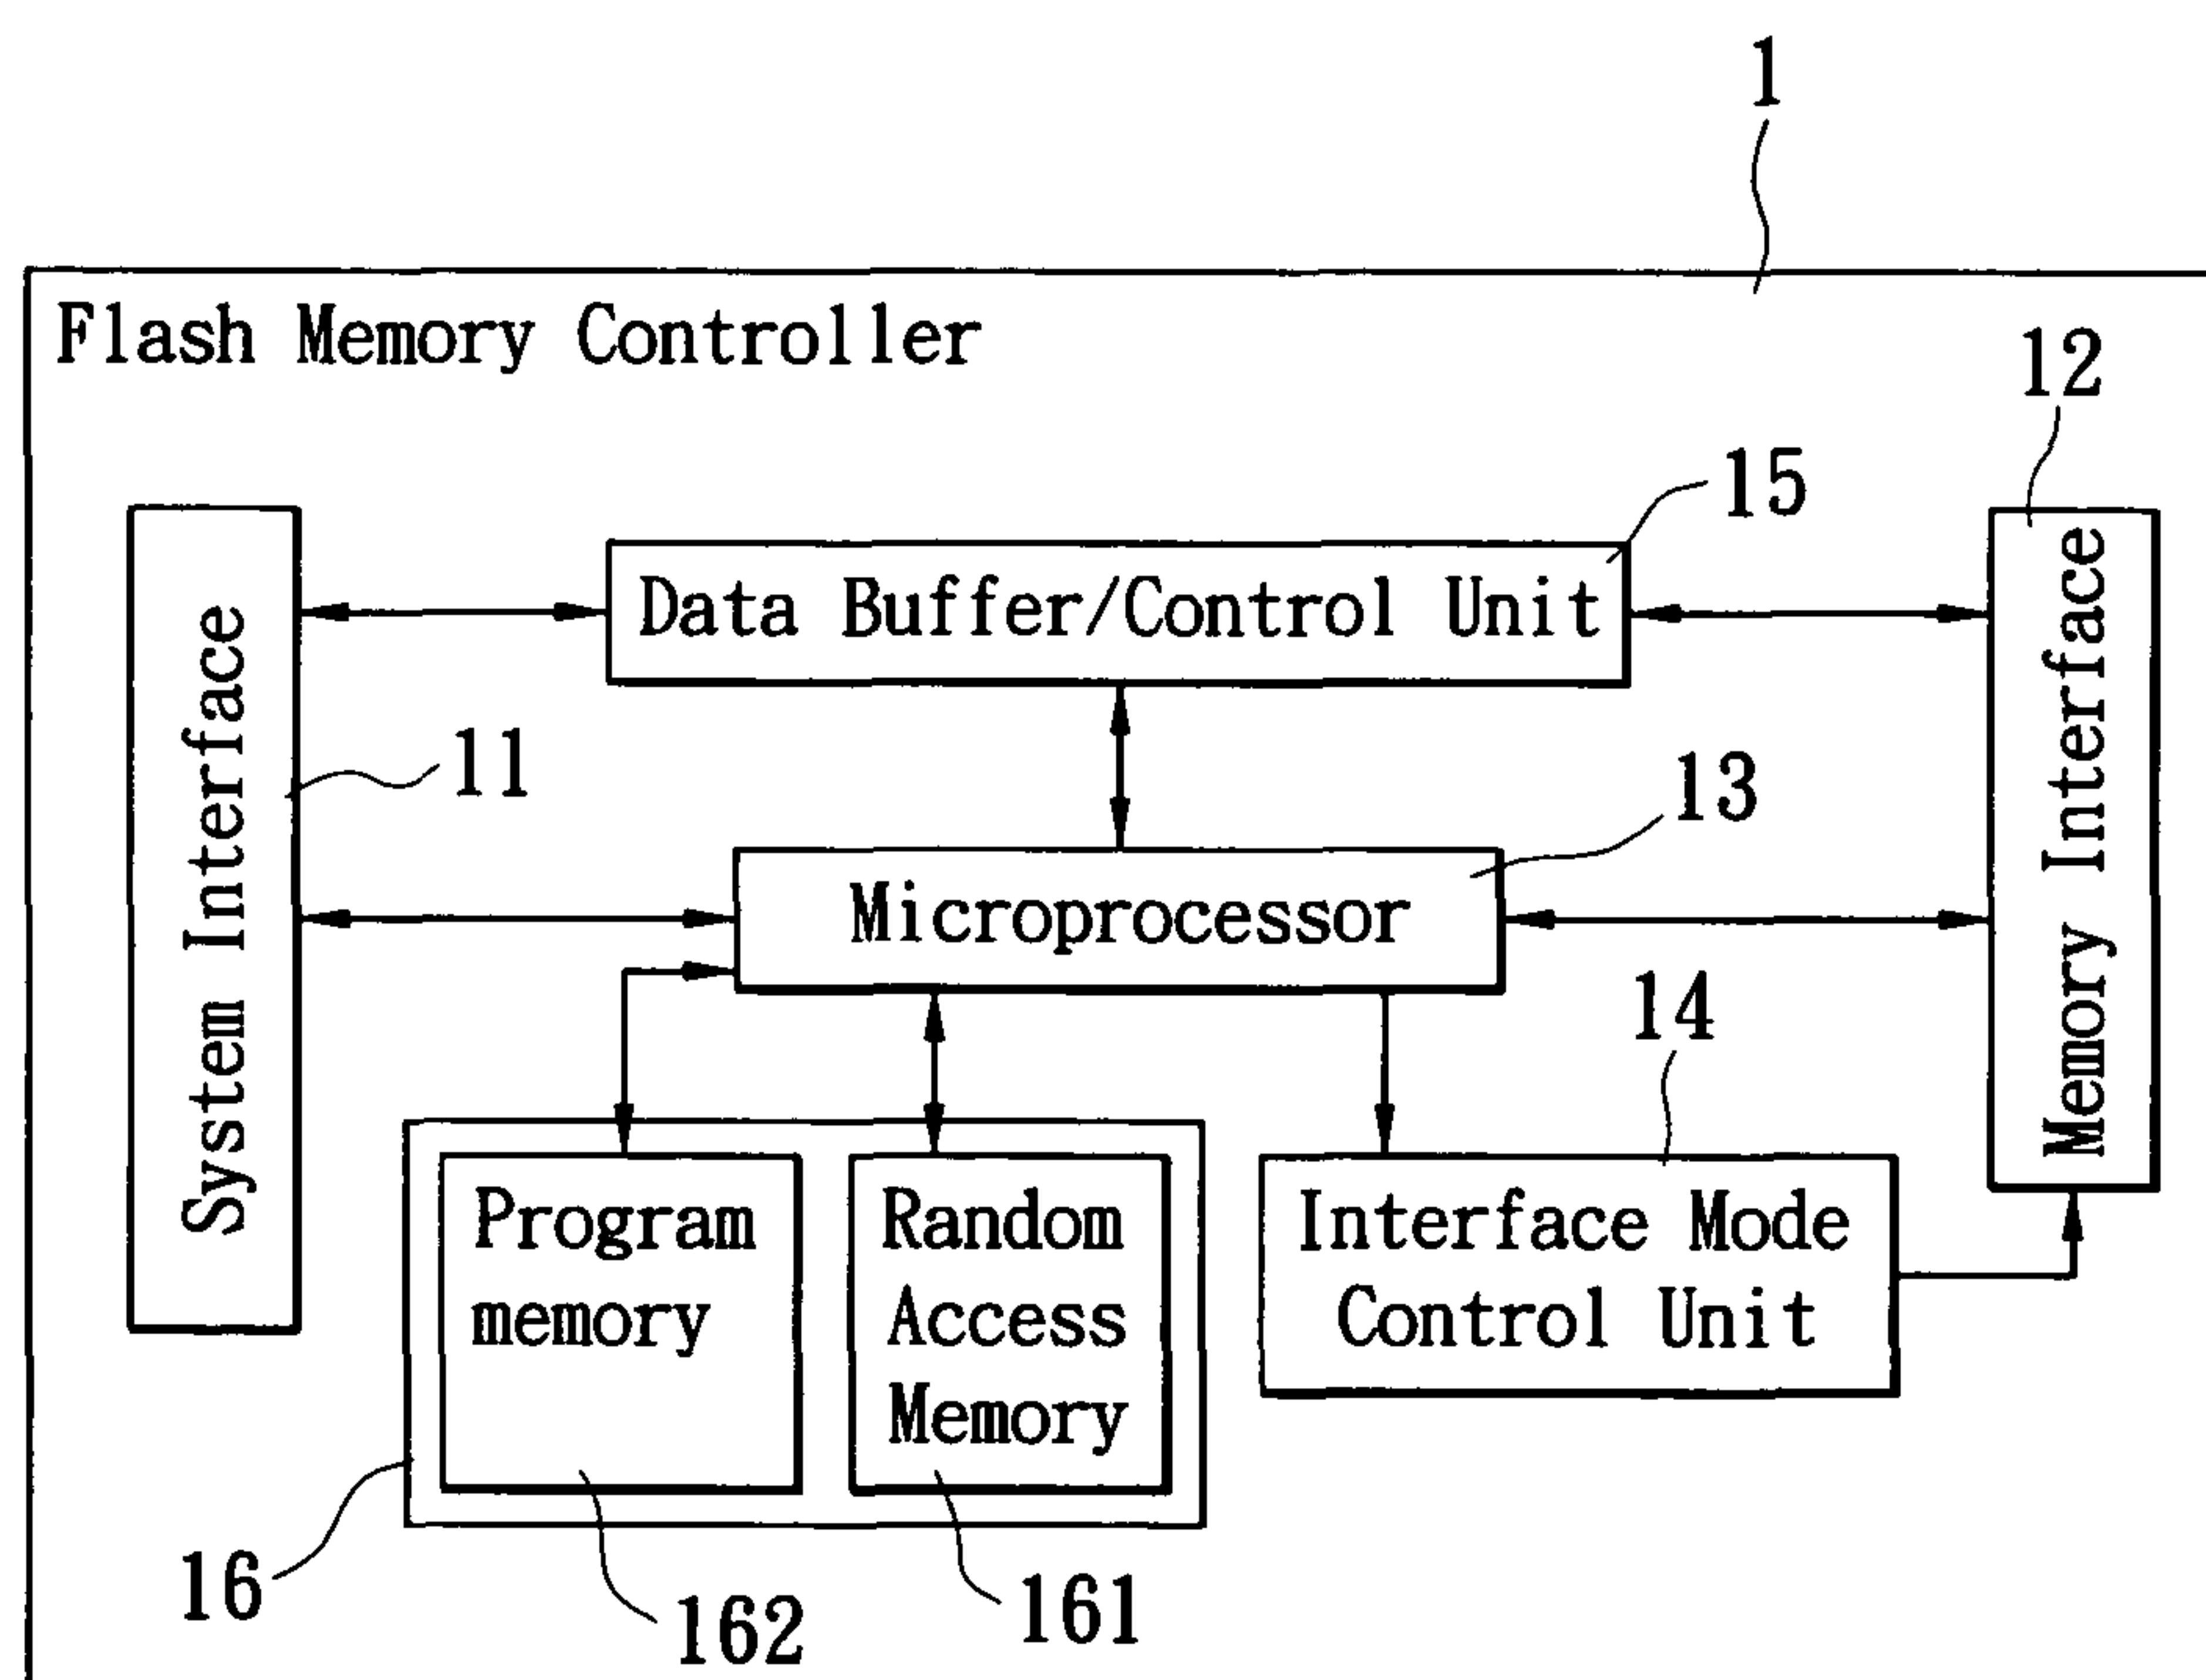 1
Flash Memory Controller
12
15
Data Buffer/Control Unit
System Interface
11
Memory Interface
13
Microprocessor
14
Program
memory
Random
Access
Memory
Interface Mode
Control Unit
16
162
161